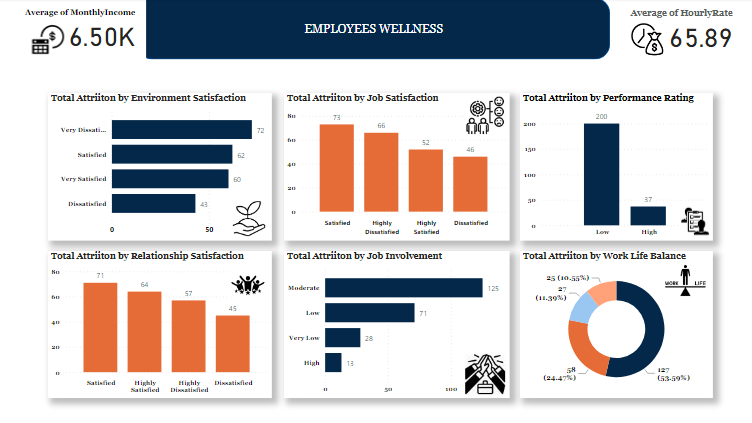 Average of MonthlyIncome
6.50K
EMPLOYEES WELLNESS
Average of HourlyRate
65.89
Total Attriiton by Environment Satisfaction
Very Dissati...
72
Satisfied
62
Very Satisfied
60
Dissatisfied
43
0
50
Total Attriiton by Job Satisfaction
80
60
40
20
0
73
66
52
46
Satisfied
Highly Dissatisfied
Highly Satisfied
Dissatisfied
Total Attriiton by Performance Rating
200
150
100
50
0
200
37
Low
High
Total Attriiton by Relationship Satisfaction
80
60
40
20
0
71
64
57
45
Satisfied
Highly Satisfied
Highly Dissatisfied
Dissatisfied
Total Attriiton by Job Involvement
Moderate
125
Low
71
Very Low
28
High
13
0
50
100
Total Attriiton by Work Life Balance
WORK LIFE
25 (10.55%)
27
(11.39%)
58
(24.47%)
127
(53.59%)